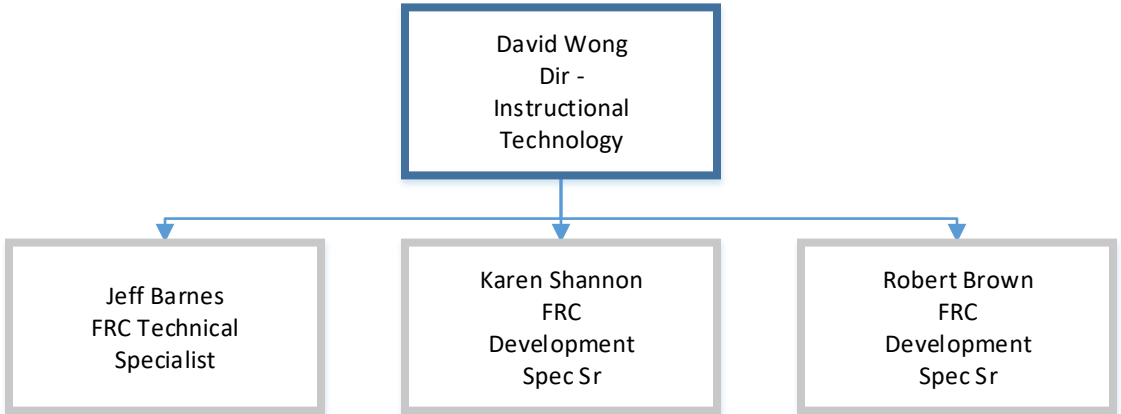 David Wong
Dir -
Instructional
Technology
Jeff Barnes
FRC Technical
Specialist
Karen Shannon
FRC
Development
Spec Sr
Robert Brown
FRC
Development
Spec Sr